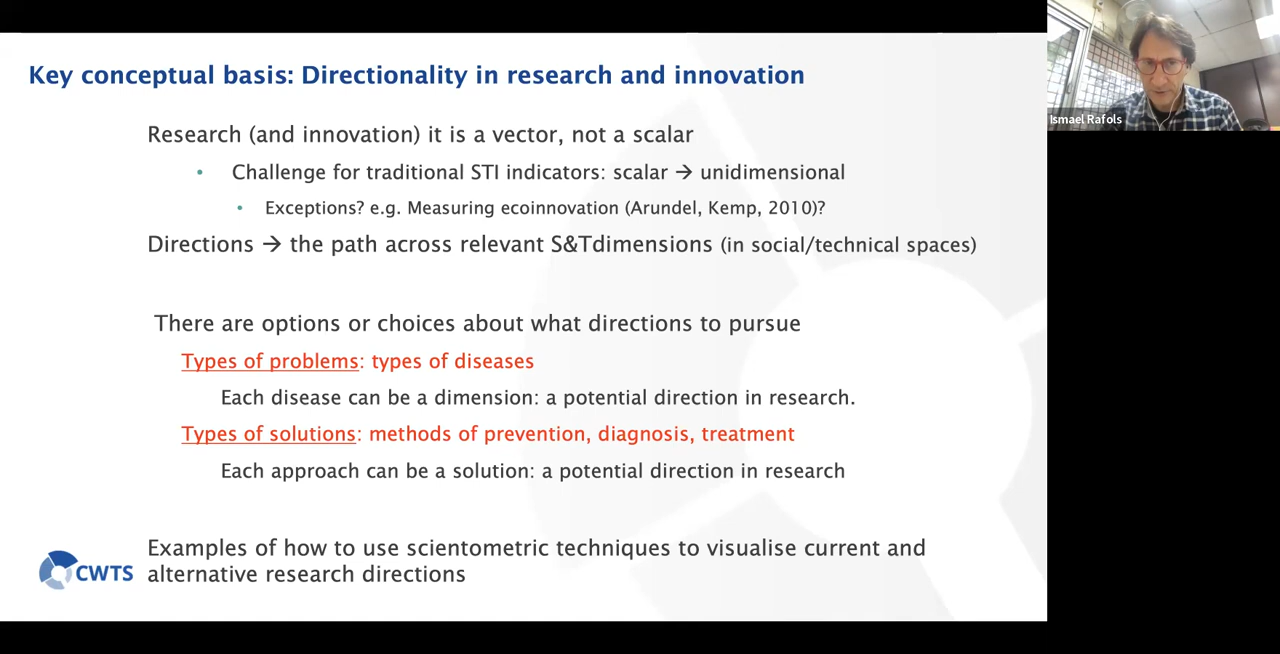 Key conceptual basis: Directionality in research and innovation
Ismael Rafols
Research (and innovation) it is a vector, not a scalar
• Challenge for traditional STI indicators: scalar → unidimensional
• Exceptions? e.g. Measuring ecoinnovation (Arundel, Kemp, 2010)?
Directions → the path across relevant S&Tdimensions (in social/technical spaces)
There are options or choices about what directions to pursue
Types of problems: types of diseases
Each disease can be a dimension: a potential direction in research.
Types of solutions: methods of prevention, diagnosis, treatment
Each approach can be a solution: a potential direction in research
Examples of how to use scientometric techniques to visualise current and
alternative research directions
CWTS